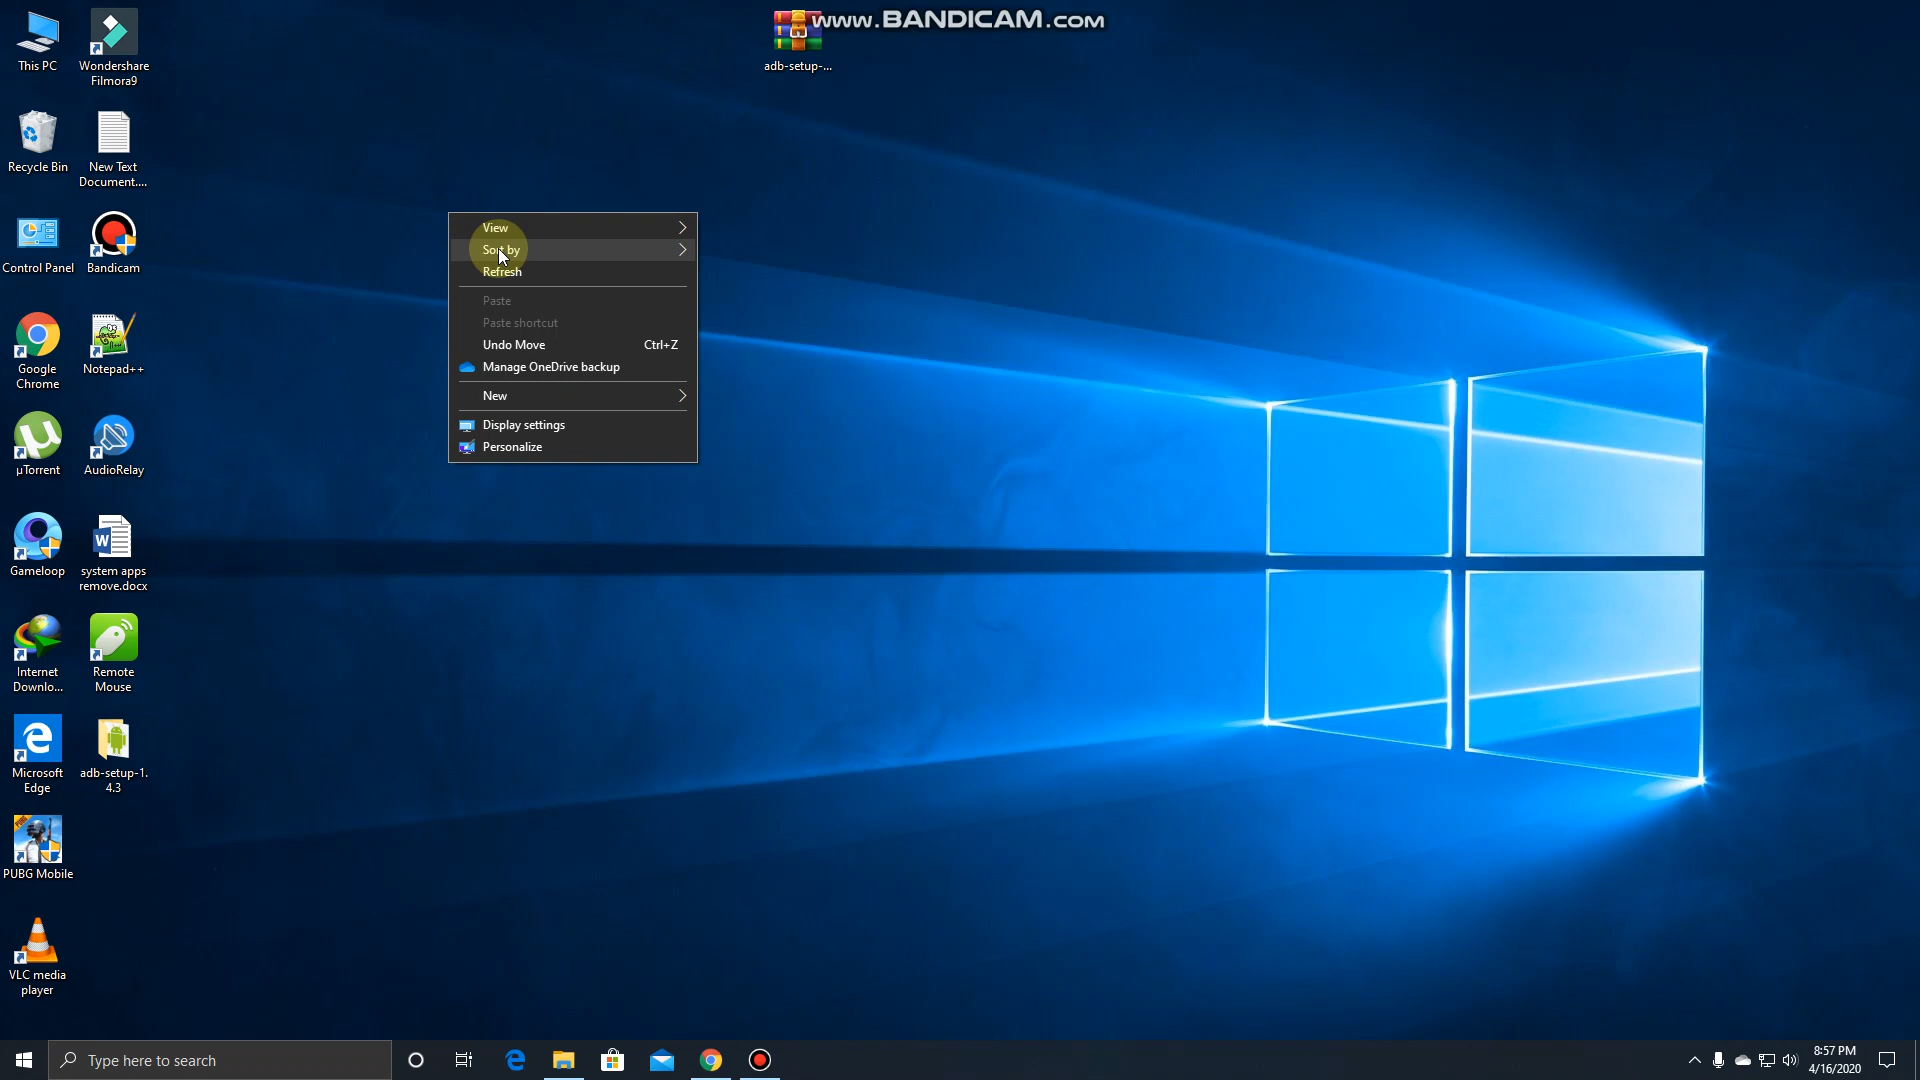 www.BANDICAM.com
This PC
Wondershare
Filmora9
adb-setup-...
Recycle Bin
New Text
Document....
Control Panel
Bandicam
Google
Chrome
Notepad++
µTorrent
AudioRelay
Gameloop
system apps
remove.docx
Internet
Downlo...
Remote
Mouse
Microsoft
Edge
adb-setup-1.
4.3
PUBG Mobile
VLC media
player
View
Sort by
Refresh
Paste
Paste shortcut
Undo Move Ctrl+Z
Manage OneDrive backup
New
Display settings
Personalize
Type here to search
8:57 PM
4/16/2020